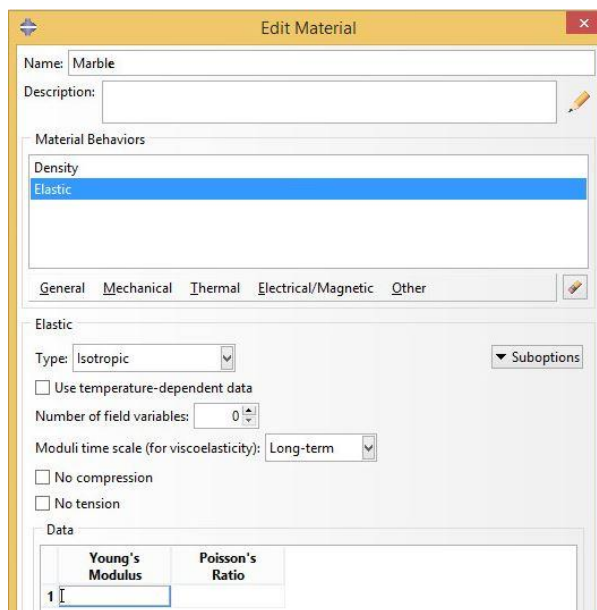 Edit Material
Name: Marble
Description:
Material Behaviors
Density
Elastic
General Mechanical Thermal Electrical/Magnetic Other
Elastic
Type: Isotropic
Suboptions
Use temperature-dependent data
Number of field variables: 0
Moduli time scale (for viscoelasticity): Long-term
No compression
No tension
Data
Young's Poisson's
Modulus Ratio
1